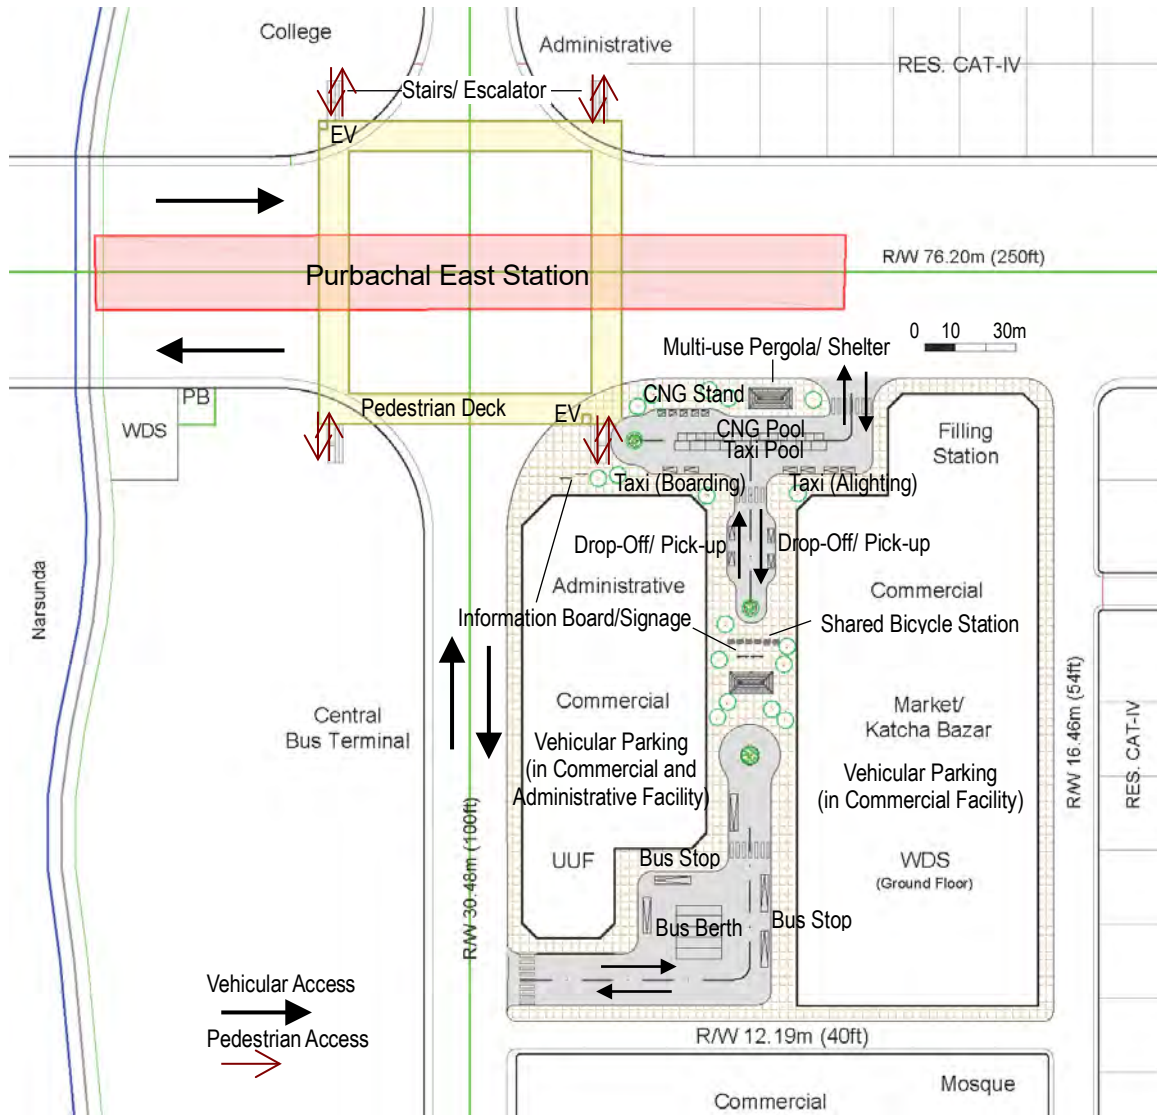 College
Administrative
RES. CAT-IV
Stairs/ Escalator
EV
Purbachal East Station
R/W 76.20m (250ft)
0 10 30m
Multi-use Pergola/ Shelter
PB
WDS
CNG Stand
Pedestrian Deck
EV
CNG Pool
Taxi Pool
Filling
Station
Taxi (Boarding)
Taxi (Alighting)
Drop-Off/ Pick-up
Drop-Off/ Pick-up
Administrative
Commercial
Narsunda
Information Board/Signage
Shared Bicycle Station
Central
Bus Terminal
Commercial
Market/
Katcha Bazar
Vehicular Parking
(in Commercial and
Administrative Facility)
Vehicular Parking
(in Commercial Facility)
R/W 16.46m (54ft)
RES. CAT-IV
R/W 30.48m (100ft)
UUF
Bus Stop
WDS
(Ground Floor)
Bus Berth
Bus Stop
Vehicular Access
Pedestrian Access
R/W 12.19m (40ft)
Mosque
Commercial